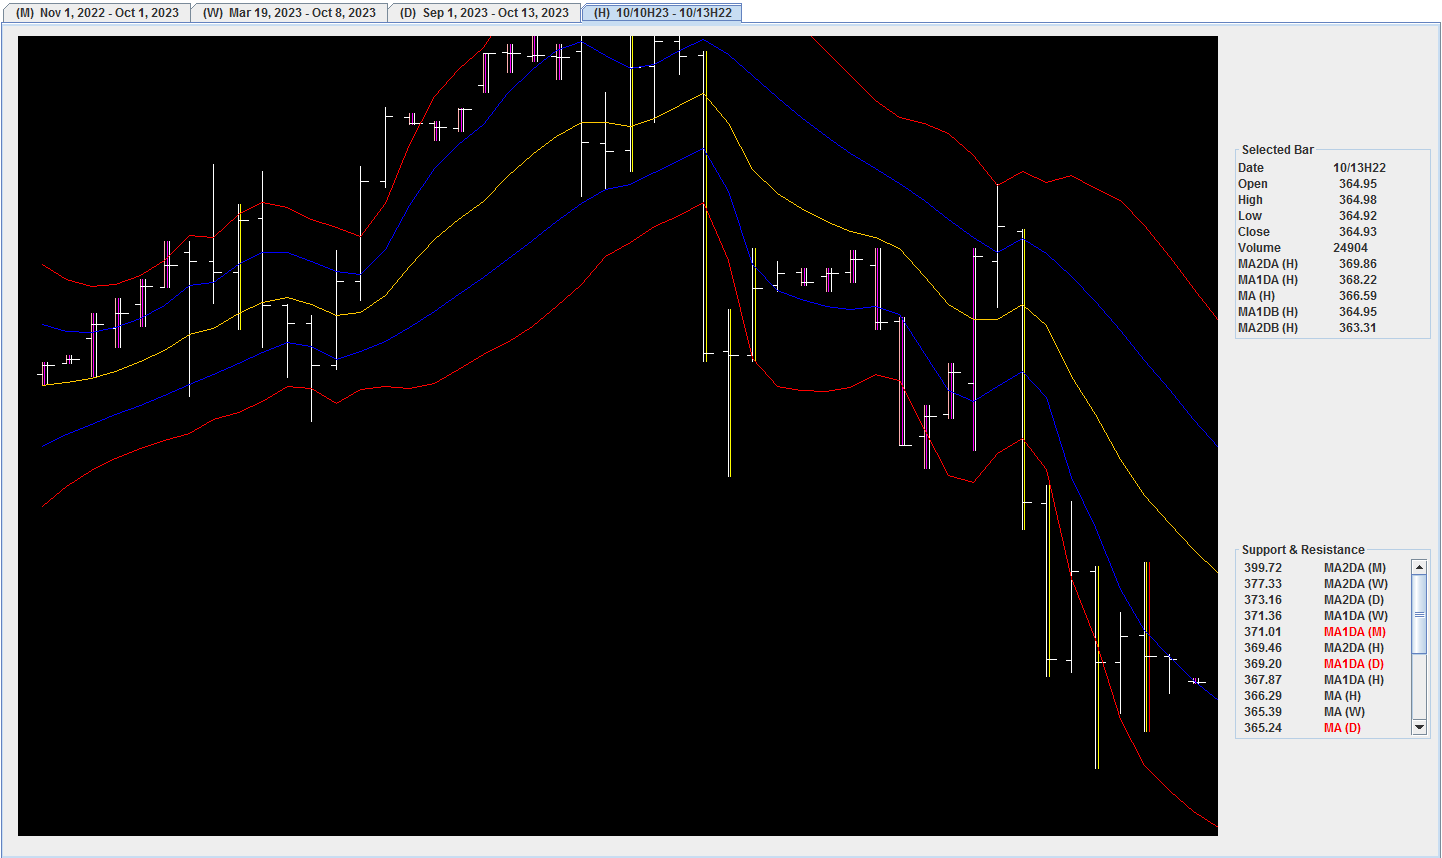 (M) Nov 1, 2022 - Oct 1, 2023 (W) Mar 19, 2023 - Oct 8, 2023 (D) Sep 1, 2023 - Oct 13, 2023 (H) 10/10H23 - 10/13H22
Selected Bar
Date 10/13H22
Open 364.95
High 364.98
Low 364.92
Close 364.93
Volume 24904
MA2DA (H) 369.86
MA1DA (H) 368.22
MA (H) 366.59
MA1DB (H) 364.95
MA2DB (H) 363.31
Support & Resistance
399.72 MA2DA (M)
377.33 MA2DA (W)
373.16 MA2DA (D)
371.36 MA1DA (W)
371.01 MA1DA (M)
369.46 MA2DA (H)
369.20 MA1DA (D)
367.87 MA1DA (H)
366.29 MA (H)
365.39 MA (W)
365.24 MA (D)